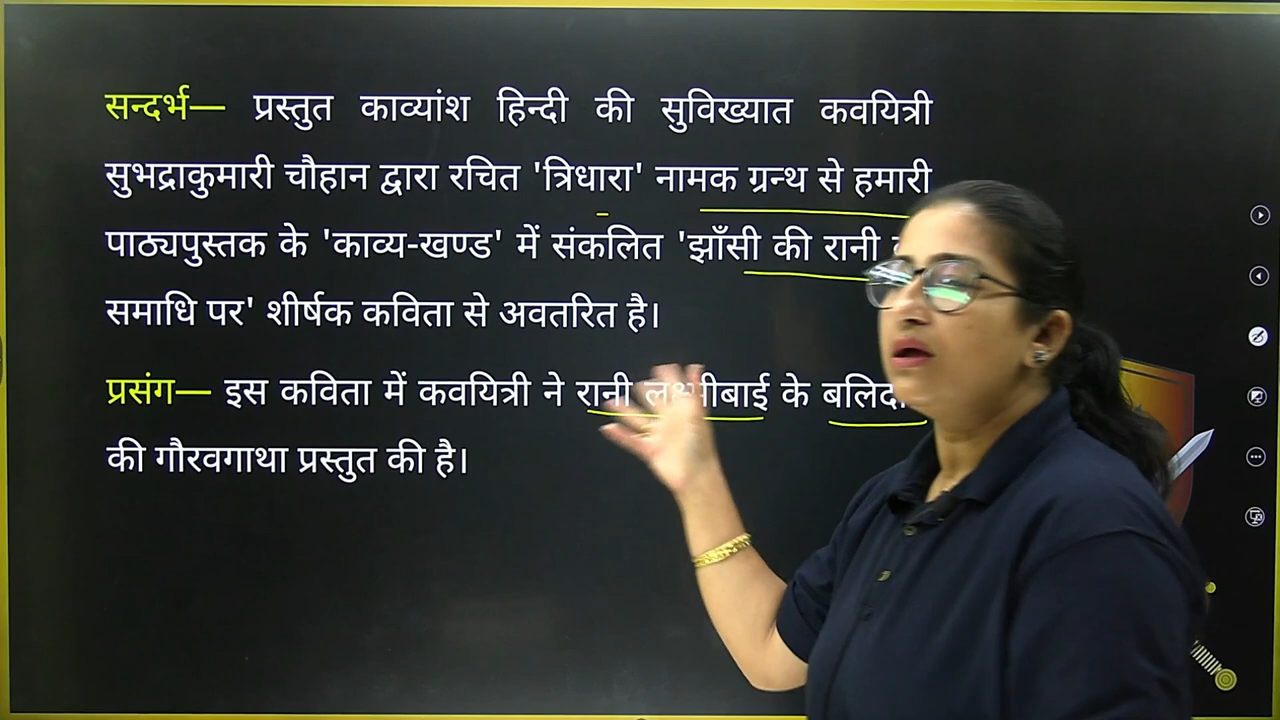 सन्दर्भ— प्रस्तुत काव्यांश हिन्दी की सुविख्यात कवयित्री
सुभद्राकुमारी चौहान द्वारा रचित 'त्रिधारा' नामक ग्रन्थ से हमारी
पाठ्यपुस्तक के 'काव्य-खण्ड' में संकलित 'झाँसी की रानी
समाधि पर' शीर्षक कविता से अवतरित है।
प्रसंग— इस कविता में कवयित्री ने रानी लक्ष्मीबाई के
की गौरवगाथा प्रस्तुत की है।